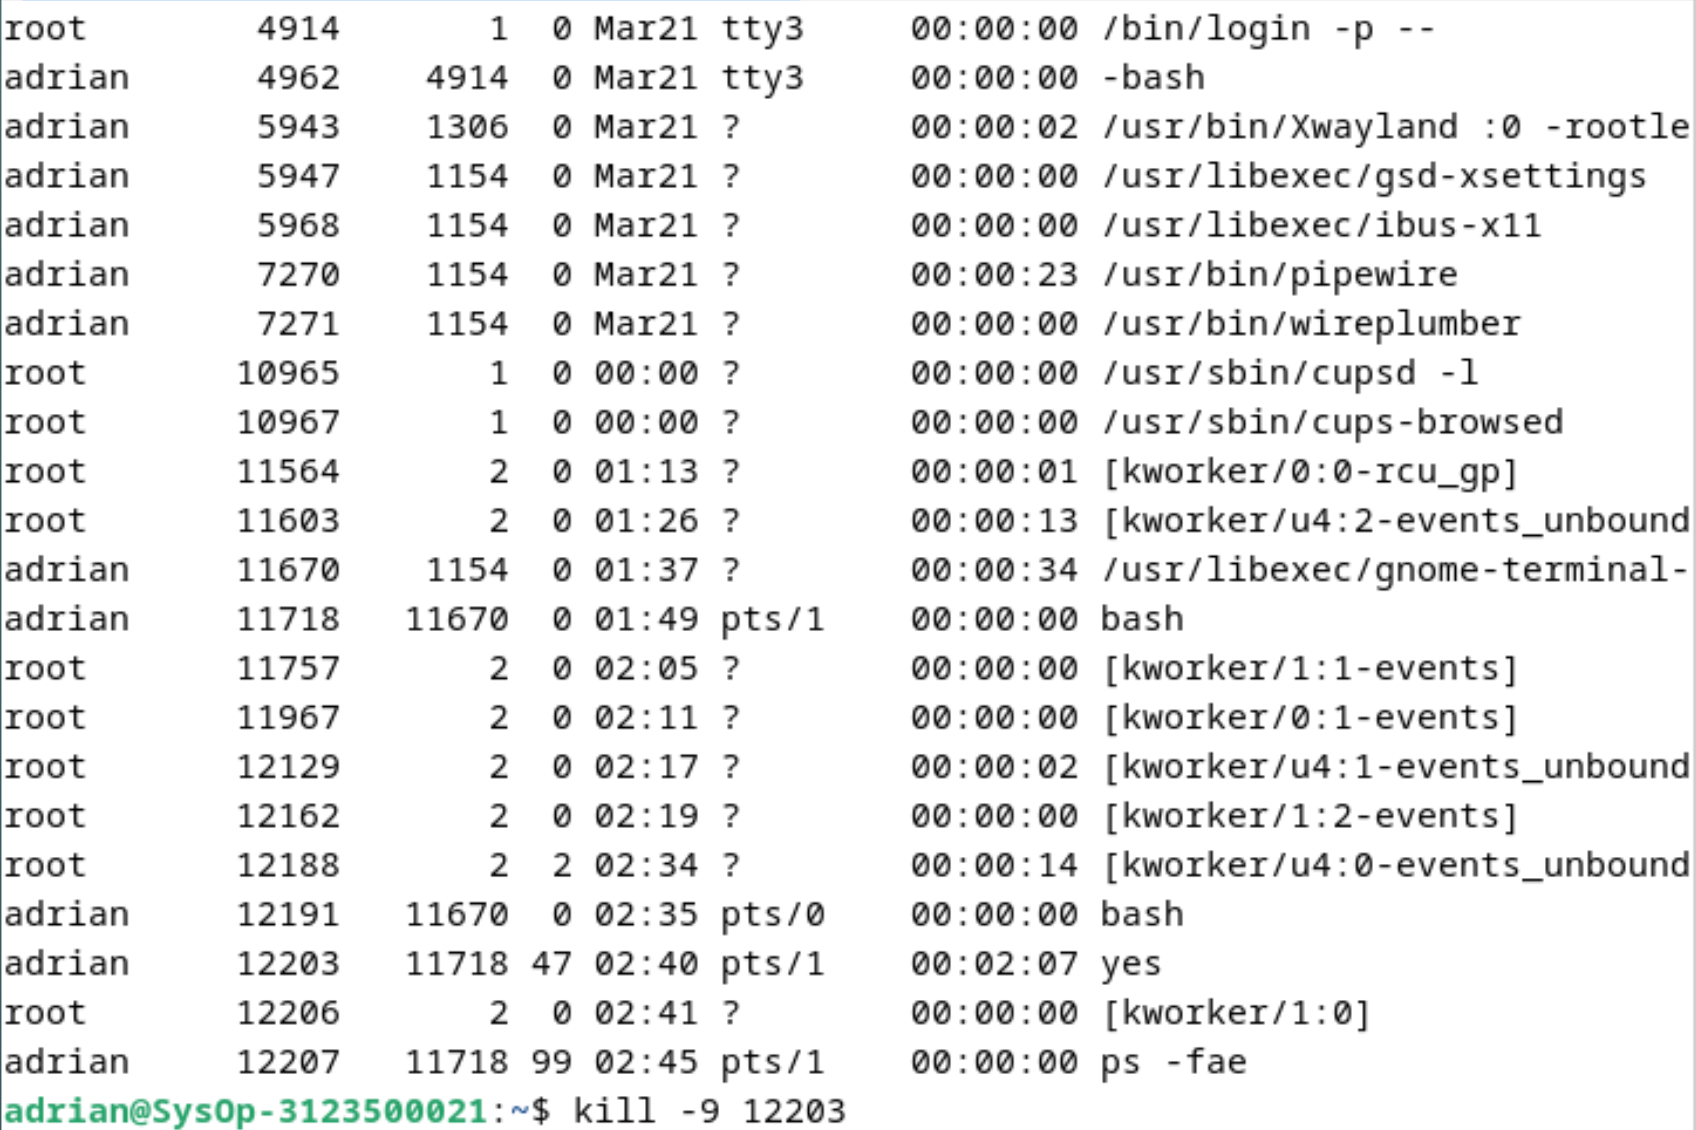 root        4914       1  0 Mar21 tty3     00:00:00 /bin/login -p --
adrian      4962    4914  0 Mar21 tty3     00:00:00 -bash
adrian      5943    1306  0 Mar21 ?        00:00:02 /usr/bin/Xwayland :0 -rootle
adrian      5947    1154  0 Mar21 ?        00:00:00 /usr/libexec/gsd-xsettings
adrian      5968    1154  0 Mar21 ?        00:00:00 /usr/libexec/ibus-x11
adrian      7270    1154  0 Mar21 ?        00:00:23 /usr/bin/pipewire
adrian      7271    1154  0 Mar21 ?        00:00:00 /usr/bin/wireplumber
root       10965       1  0 00:00 ?        00:00:00 /usr/sbin/cupsd -l
root       10967       1  0 00:00 ?        00:00:00 /usr/sbin/cups-browsed
root       11564       2  0 01:13 ?        00:00:01 [kworker/0:0-rcu_gp]
root       11603       2  0 01:26 ?        00:00:13 [kworker/u4:2-events_unbound
adrian     11670    1154  0 01:37 ?        00:00:34 /usr/libexec/gnome-terminal-
adrian     11718   11670  0 01:49 pts/1    00:00:00 bash
root       11757       2  0 02:05 ?        00:00:00 [kworker/1:1-events]
root       11967       2  0 02:11 ?        00:00:00 [kworker/0:1-events]
root       12129       2  0 02:17 ?        00:00:02 [kworker/u4:1-events_unbound
root       12162       2  0 02:19 ?        00:00:00 [kworker/1:2-events]
root       12188       2  2 02:34 ?        00:00:14 [kworker/u4:0-events_unbound
adrian     12191   11670  0 02:35 pts/0    00:00:00 bash
adrian     12203   11718 47 02:40 pts/1    00:02:07 yes
root       12206       2  0 02:41 ?        00:00:00 [kworker/1:0]
adrian     12207   11718 99 02:45 pts/1    00:00:00 ps -fae
adrian@SysOp-3123500021:~$ kill -9 12203